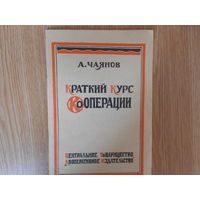 А. ЧАЯНОВ
КРАТКИЙ КУРС
КООПЕРАЦИИ
ЦЕНТРАЛЬНОЕ ТОВАРИЩЕСТВО
КООПЕРАТИВНОЕ ИЗДАТЕЛЬСТВО